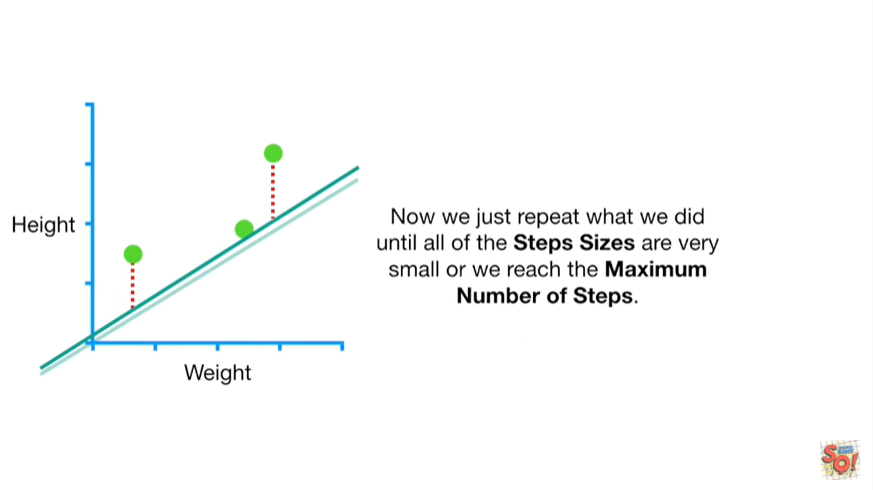 Height
Now we just repeat what we did
until all of the Steps Sizes are very
small or we reach the Maximum
Number of Steps.
Weight
SQ!